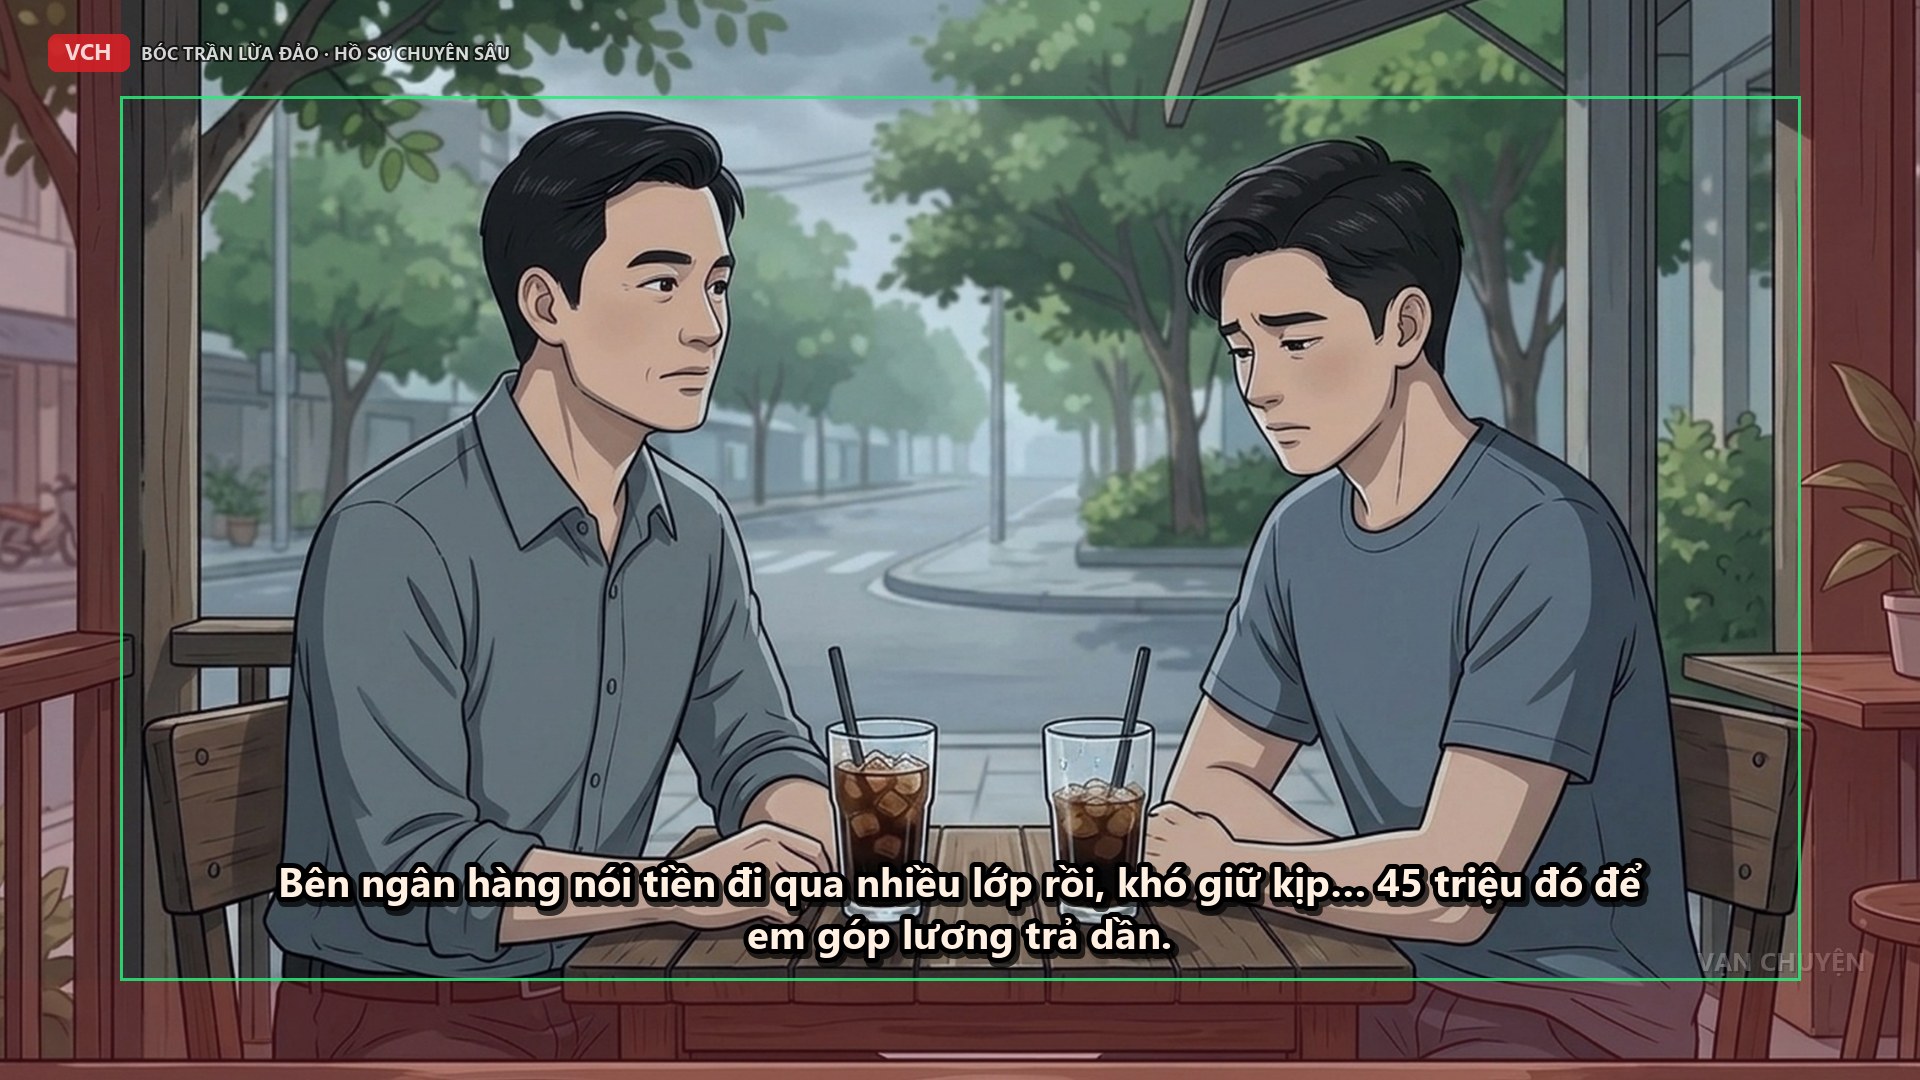 VCH BÓC TRẦN LỪA ĐẢO · HỒ SƠ CHUYÊN SÂU
Bên ngân hàng nói tiền đi qua nhiều lớp rồi, khó giữ kịp... 45 triệu đó để
em góp lương trả dần.
VẠN CHUYỆN